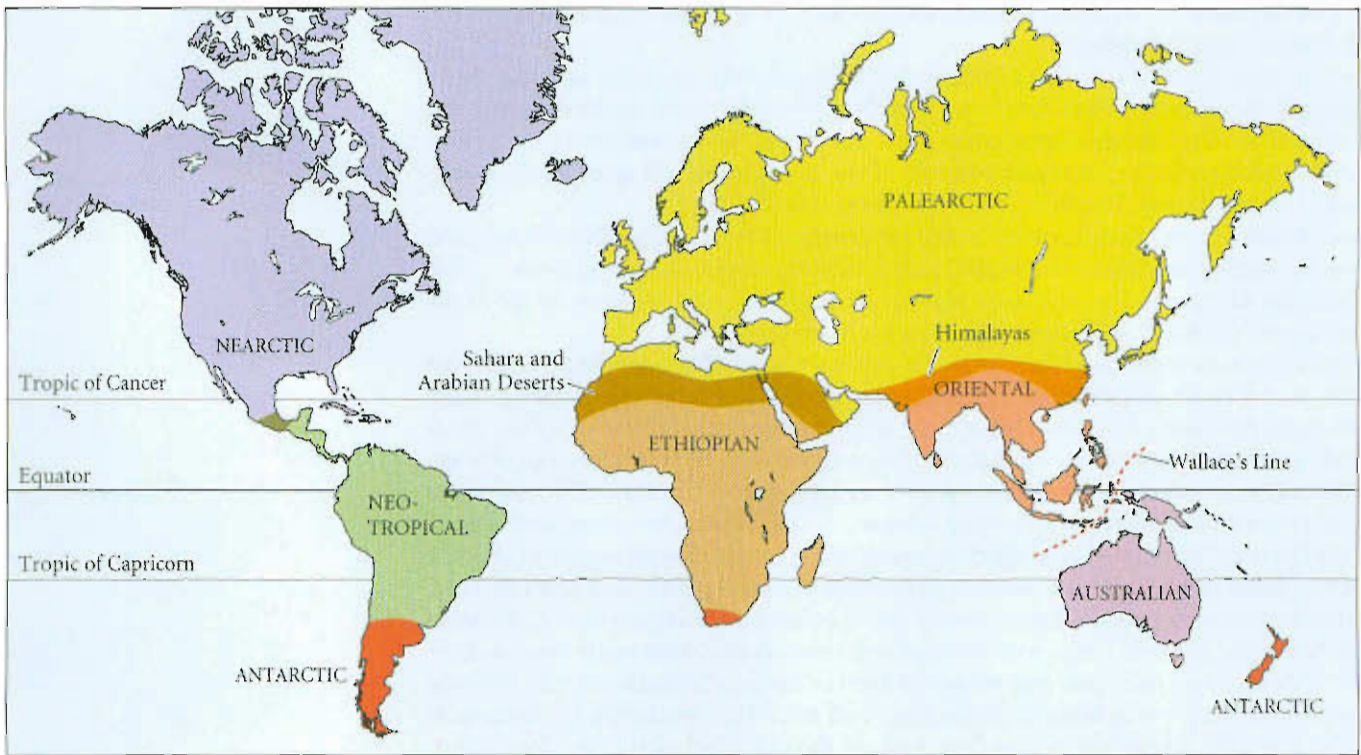 PALEARCTIC
Himalayas
NEARCTIC
Sahara and
Arabian Deserts
Tropic of Cancer
ORIENTAL
ETHIOPIAN
Wallace's Line
Equator
NEO-
TROPICAL
Tropic of Capricorn
AUSTRALIAN
ANTARCTIC
ANTARCTIC